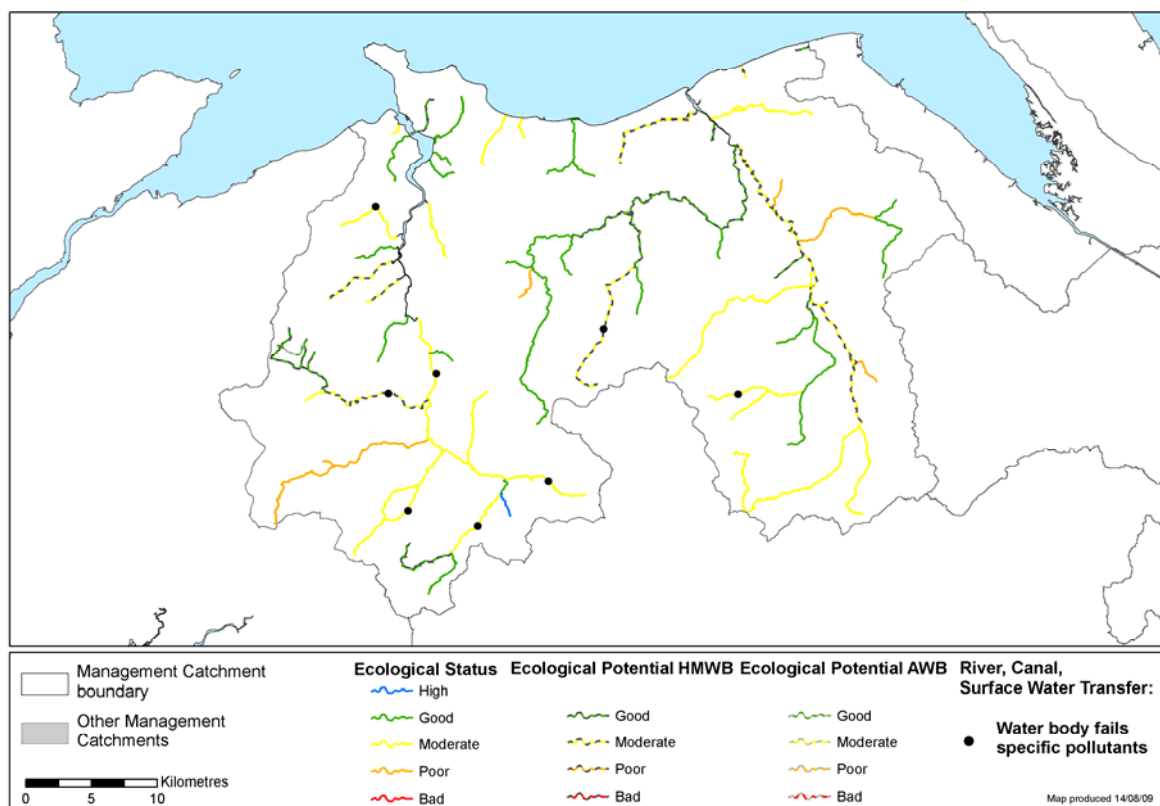 Management Catchment
boundary
Other Management
Catchments
Kilometres
0 5 10
Ecological Status
High
Good
Moderate
Poor
Bad
Ecological Potential HMWB
Good
Moderate
Poor
Bad
Ecological Potential AWB
Good
Moderate
Poor
Bad
River, Canal,
Surface Water Transfer:
Water body fails
specific pollutants
Map produced 14/08/09